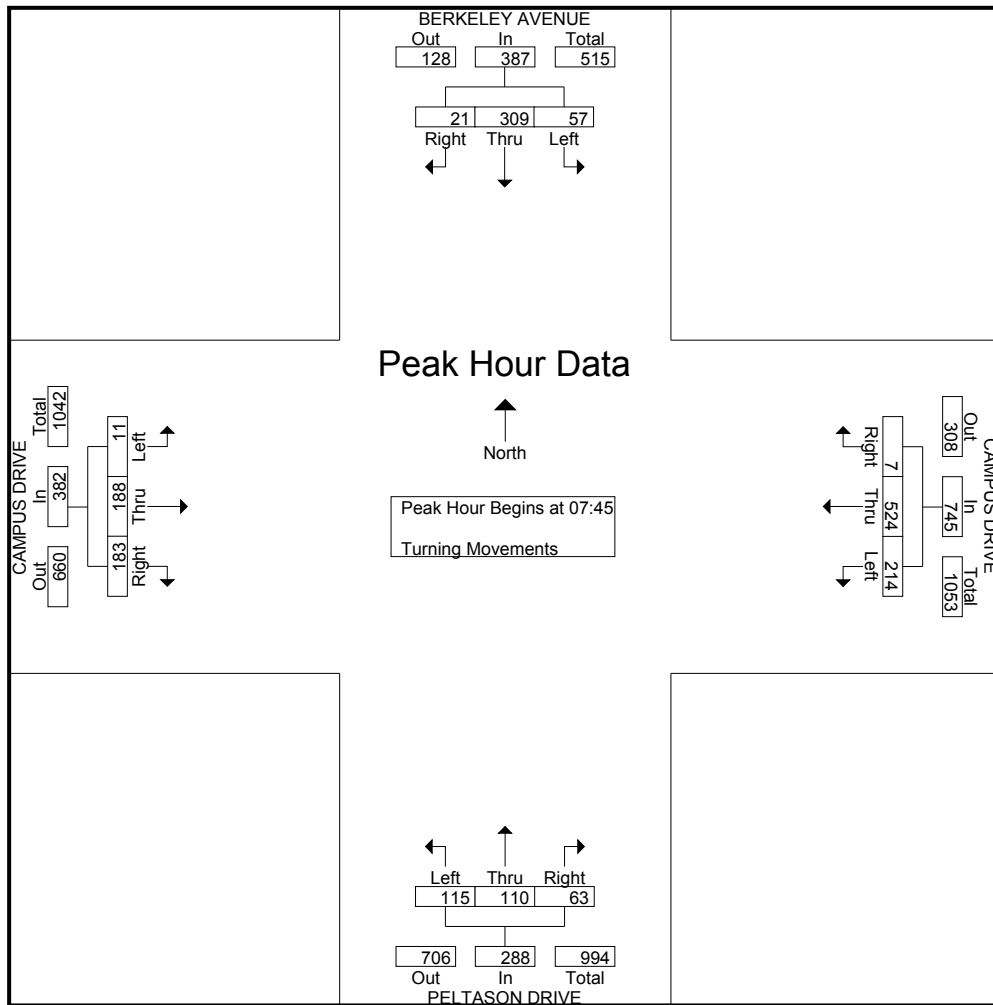 BERKELEY AVENUE
Out In Total
128 387 515
21 309 57
Right Thru Left
Peak Hour Data
North
Peak Hour Begins at 07:45
Turning Movements
CAMPUS DRIVE
Total In Out
1042 382 660
11 188 183
Left Thru Right
Right Thru Left
7 524 214
Out In Total
308 745 1053
CAMPUS DRIVE
Left Thru Right
115 110 63
706 288 994
Out In Total
PELTASON DRIVE